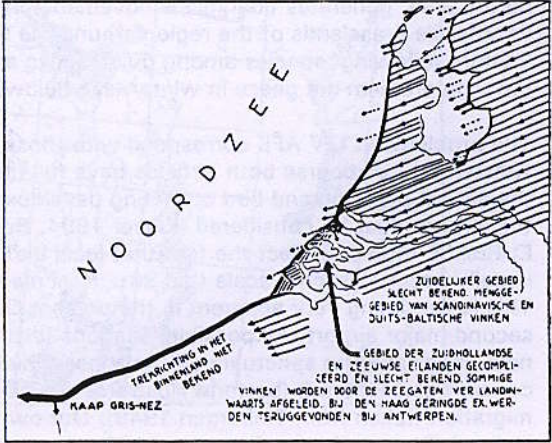 NOORDZEE
ZUIDELIJKER GEBIED
SLECHT BEKEND. MENGGE-
GEBIED VAN SCANDINAVISCHE EN
DUITS-BALTISCHE VINKEN
GEBIED DER ZUIDHOLLANDSE
EN ZEEUWSE EILANDEN GECOMPLI-
CEERD EN SLECHT BEKEND. SOMMIGE
VINKEN WORDEN DOOR DE ZEEGATEN VER LANDIN-
WAARTS AFGELEID. BIJ DEN HAAG GERINGDE EX. WER-
DEN TERUGGEVONDEN BIJ ANTWERPEN.
TREKRICHTING IN HET
BINNENLAND NIET
BEKEND
KAAP GRIS-NEZ